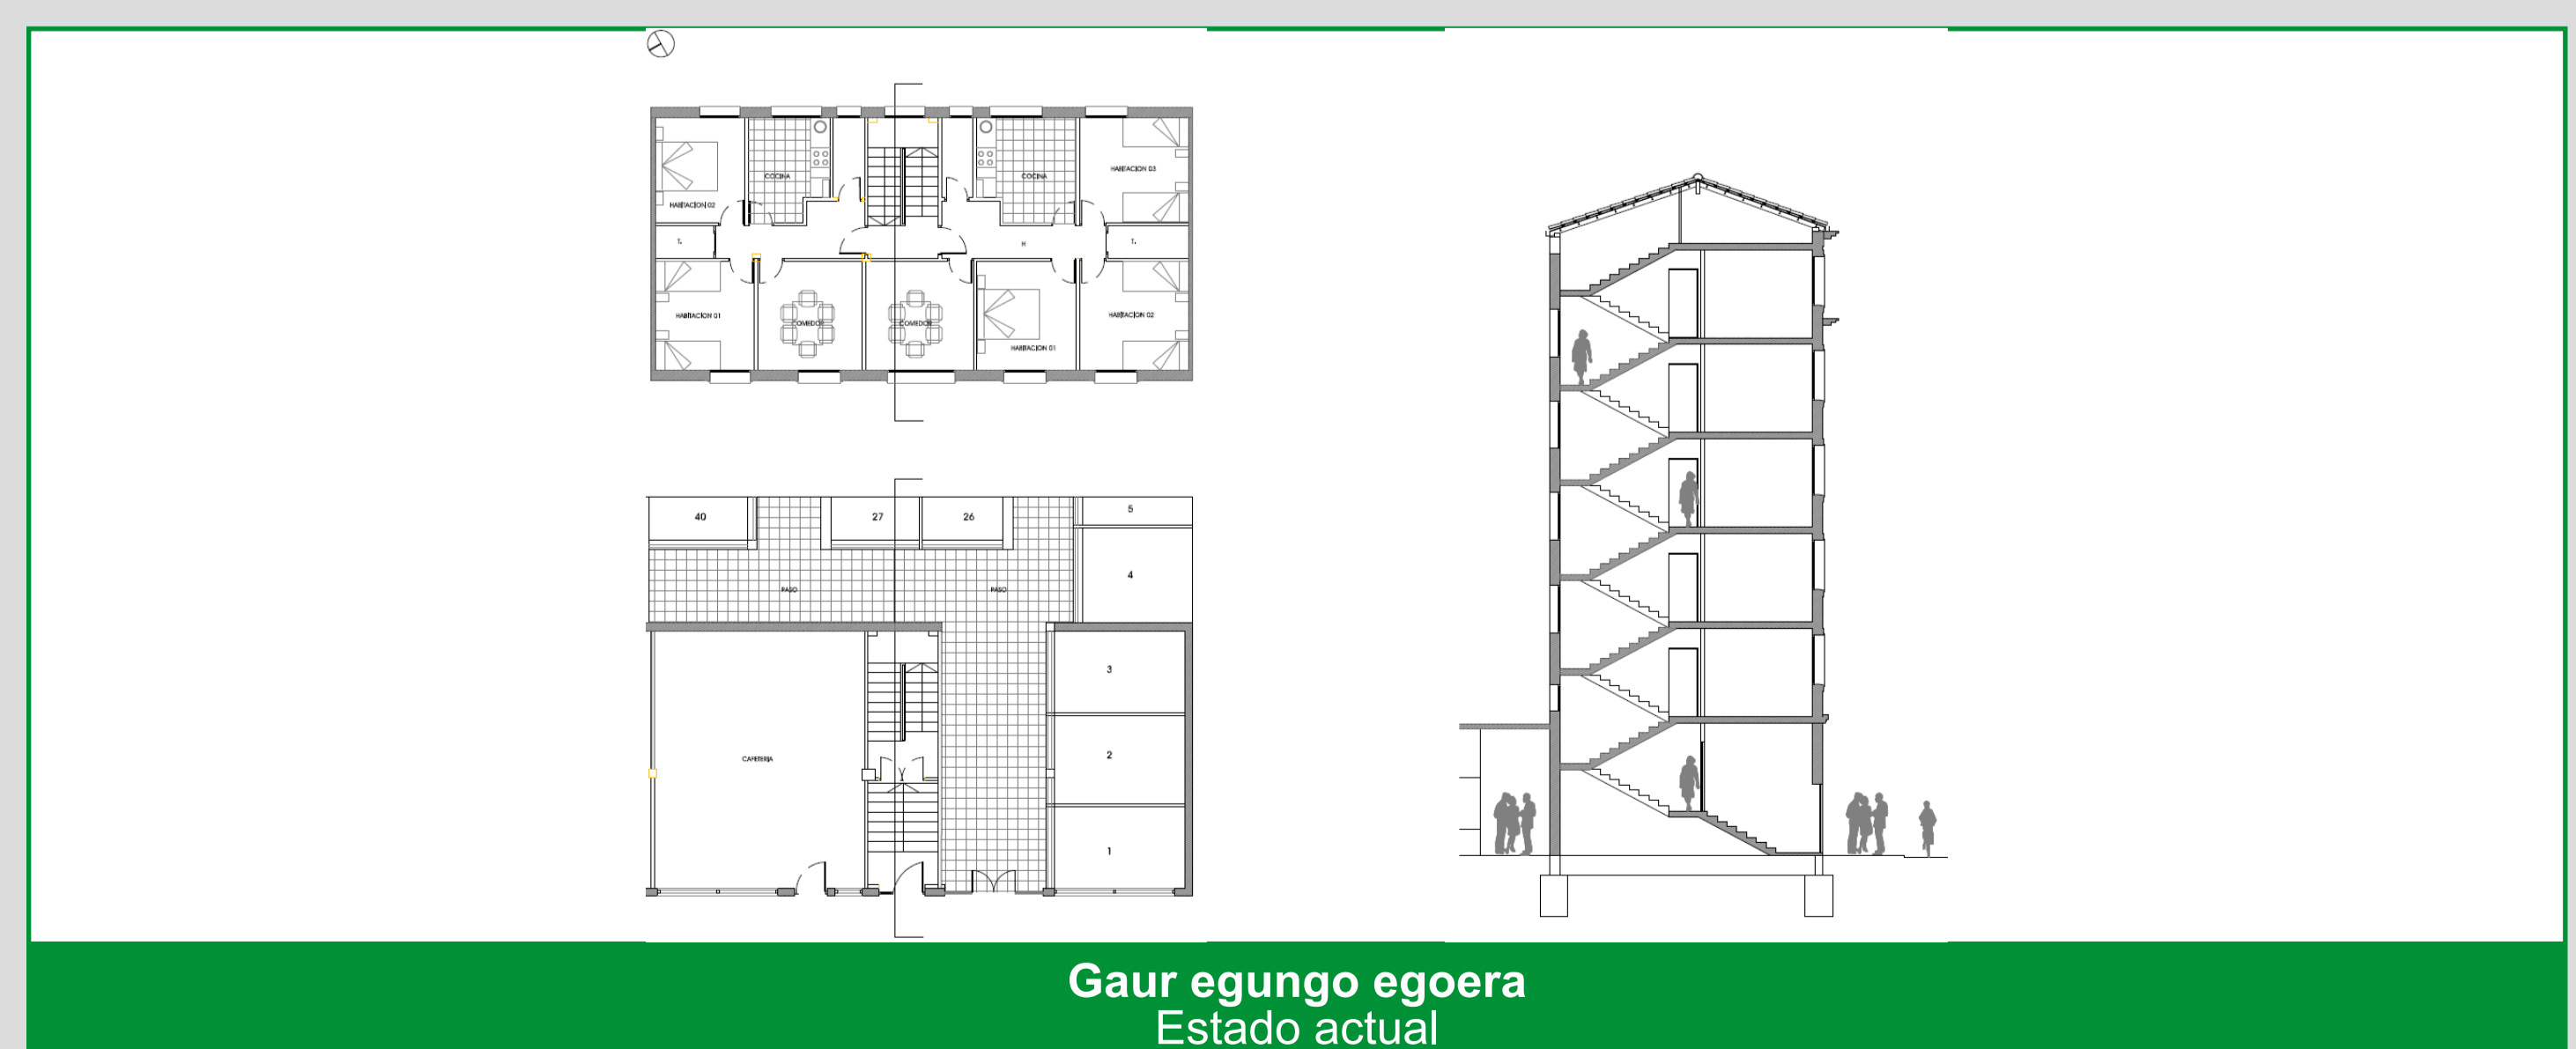 COCINA
COCINA
HABITACION 03
HABITACION 02
T.
H
T.
HABITACION 01
COMEDOR
COMEDOR
HABITACION 02
HABITACION 01
40
27
26
5
4
PASO
PASO
3
2
CAFETERIA
1
Gaur egungo egoera
Estado actual